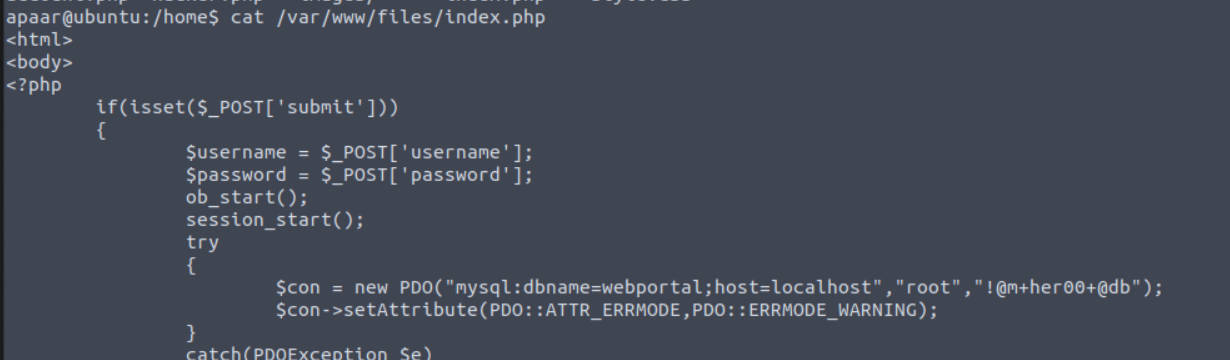 apaar@ubuntu:/home$ cat /var/www/files/index.php
<html>
<body>
<?php
        if(isset($_POST['submit']))
        {
                $username = $_POST['username'];
                $password = $_POST['password'];
                ob_start();
                session_start();
                try
                {
                        $con = new PDO("mysql:dbname=webportal;host=localhost","root","!@m+her00+@db");
                        $con->setAttribute(PDO::ATTR_ERRMODE,PDO::ERRMODE_WARNING);
                }
                catch(PDOException $e)